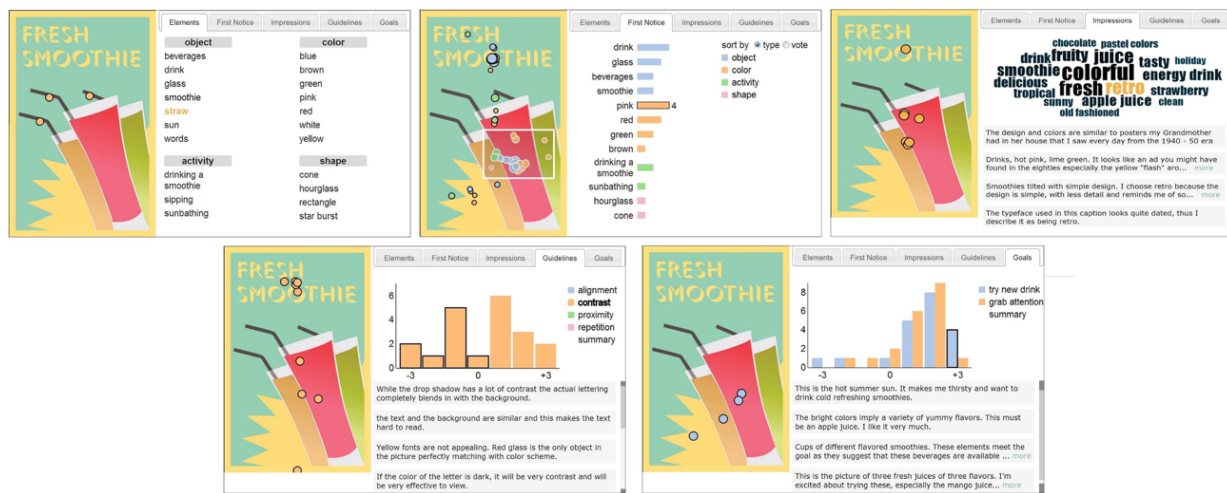 FRESH
SMOOTHIE
Elements
First Notice
Impressions
Guidelines
Goals
object
beverages
drink
glass
smoothie
straw
sun
words
color
blue
brown
green
pink
red
white
yellow
activity
drinking a
smoothie
sipping
sunbathing
shape
cone
hourglass
rectangle
star burst
FRESH
SMOOTHIE
Elements
First Notice
Impressions
Guidelines
Goals
drink
glass
beverages
smoothie
pink 4
red
green
brown
drinking a
smoothie
sunbathing
hourglass
cone
sort by type vote
object
color
activity
shape
FRESH
SMOOTHIE
Elements
First Notice
Impressions
Guidelines
Goals
chocolate pastel colors
drink fruity juice tasty holiday
smoothie colorful energy drink
delicious fresh retro strawberry
tropical
sunny apple juice clean
old fashioned
The design and colors are similar to posters my Grandmother
had in her house that I saw every day from the 1940 - 50 era
Drinks, hot pink, lime green. It looks like an ad you might have
found in the eighties especially the yellow "flash" aro... more
Smoothies tilted with simple design. I choose retro because the
design is simple, with less detail and reminds me of so... more
The typeface used in this caption looks quite dated, thus I
describe it as being retro.
FRESH
SMOOTHIE
Elements
First Notice
Impressions
Guidelines
Goals
6
4
2
0
-3 +3
alignment
contrast
proximity
repetition
summary
While the drop shadow has a lot of contrast the actual lettering
completely blends in with the background.
the text and the background are similar and this makes the text
hard to read.
Yellow fonts are not appealing. Red glass is the only object in
the picture perfectly matching with color scheme.
If the color of the letter is dark, it will be very contrast and will
be very effective to view.
FRESH
SMOOTHIE
Elements
First Notice
Impressions
Guidelines
Goals
8
6
4
2
0
-3 +3
try new drink
grab attention
summary
This is the hot summer sun. It makes me thirsty and want to
drink cold refreshing smoothies.
The bright colors imply a variety of yummy flavors. This must
be an apple juice. I like it very much.
Cups of different flavored smoothies. These elements meet the
goal as they suggest that these beverages are available ... more
This is the picture of three fresh juices of three flavors. I'm
excited about trying these, especially the mango juice... more